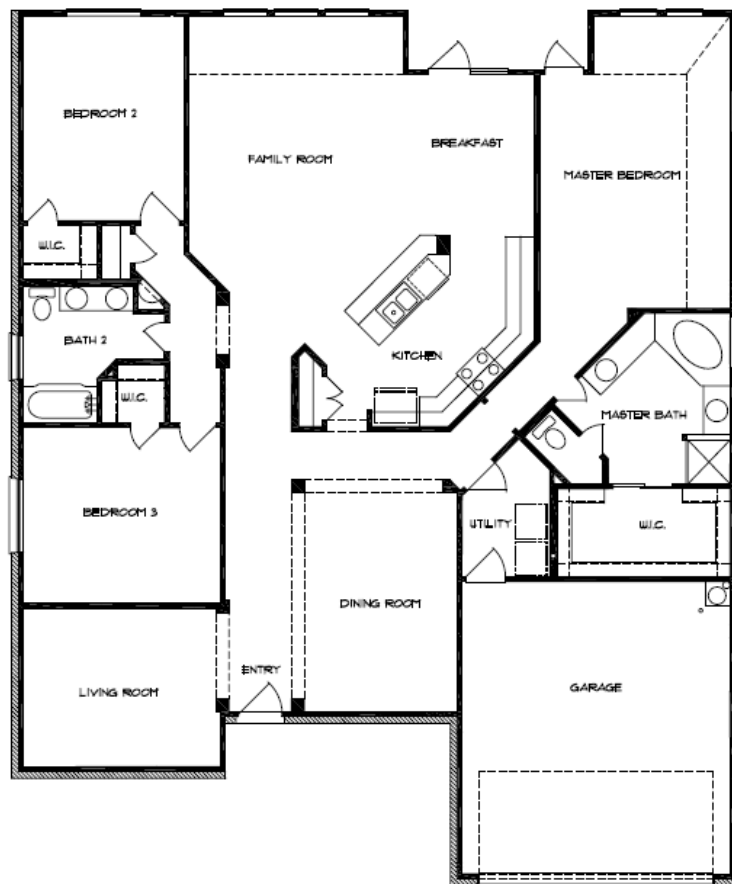 BEDROOM 2
BREAKFAST
FAMILY ROOM
MASTER BEDROOM
W.I.C.
BATH 2
KITCHEN
W.I.C.
MASTER BATH
BEDROOM 3
UTILITY
W.I.C.
DINING ROOM
ENTRY
LIVING ROOM
GARAGE